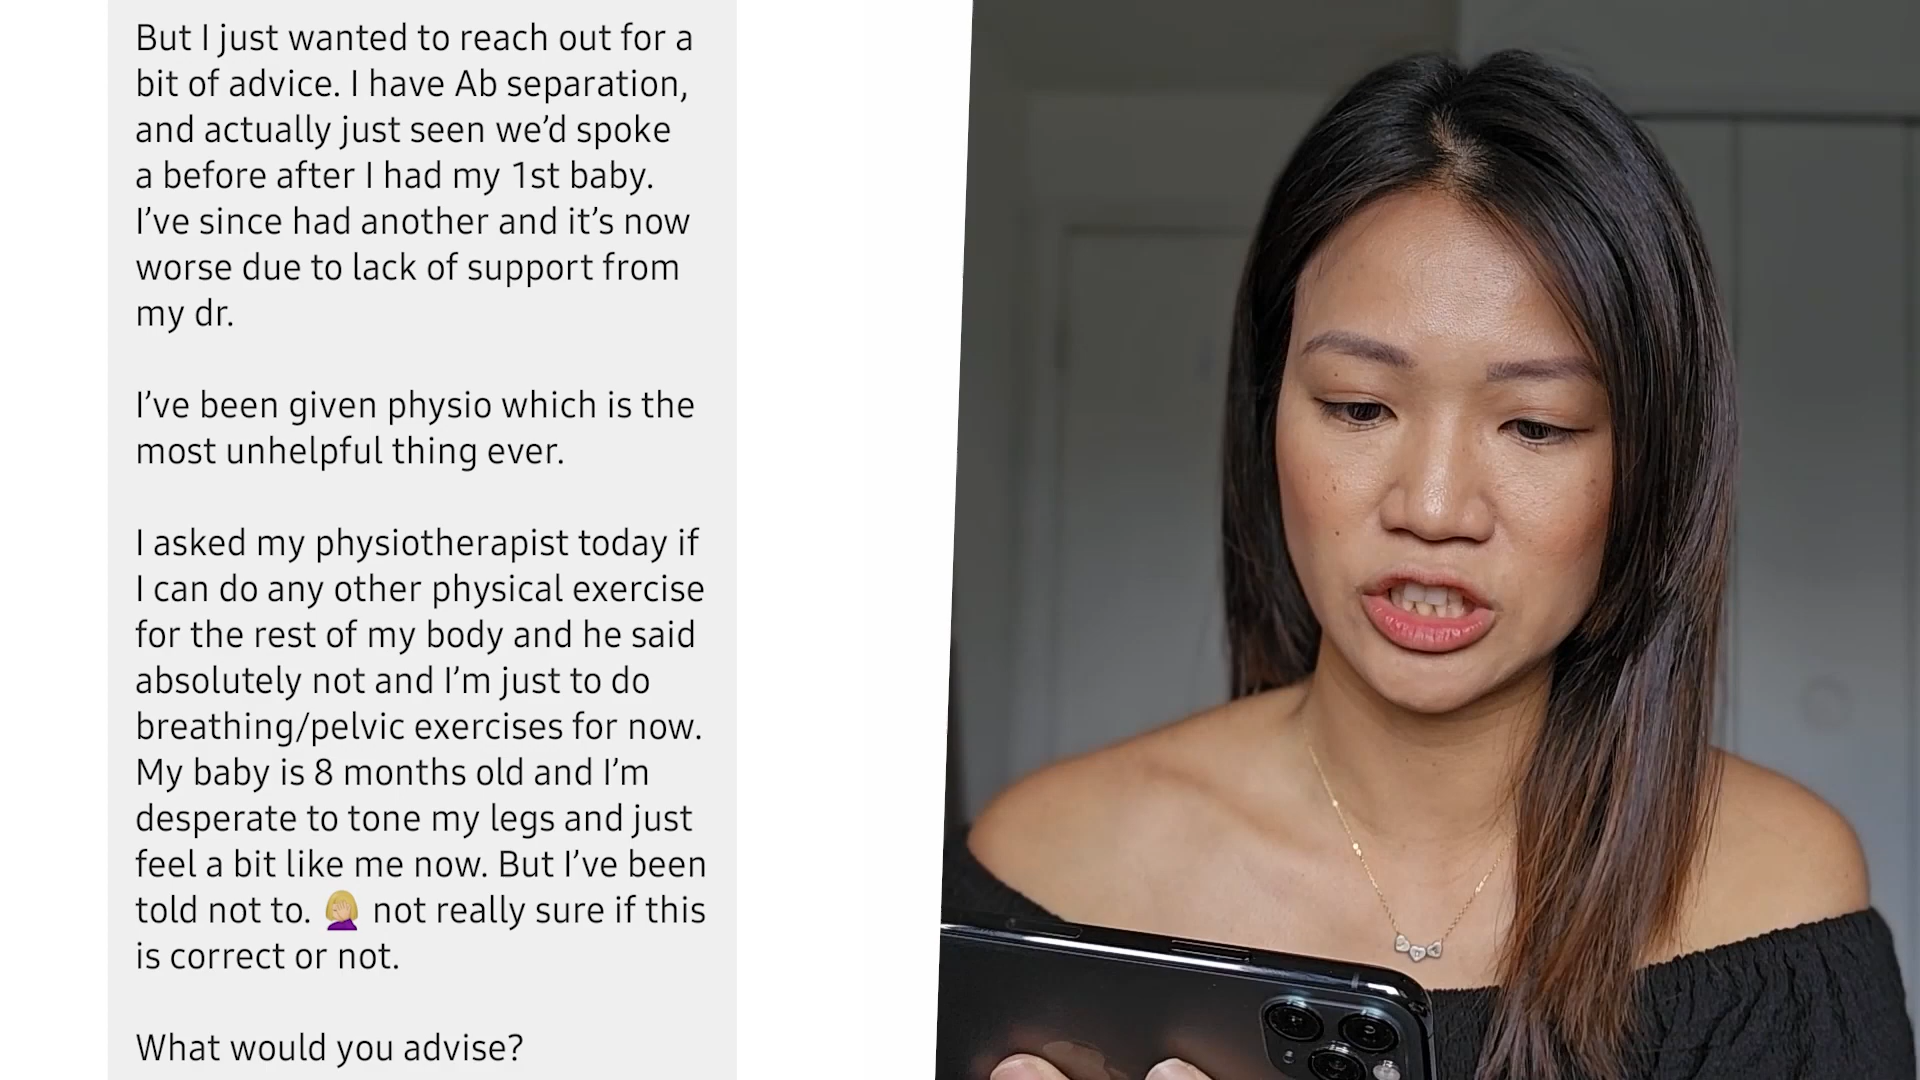 But I just wanted to reach out for a
bit of advice. I have Ab separation,
and actually just seen we’d spoke
a before after I had my 1st baby.
I’ve since had another and it’s now
worse due to lack of support from
my dr.
I’ve been given physio which is the
most unhelpful thing ever.
I asked my physiotherapist today if
I can do any other physical exercise
for the rest of my body and he said
absolutely not and I’m just to do
breathing/pelvic exercises for now.
My baby is 8 months old and I’m
desperate to tone my legs and just
feel a bit like me now. But I’ve been
told not to. 🤦🏼‍♀️ not really sure if this
is correct or not.
What would you advise?